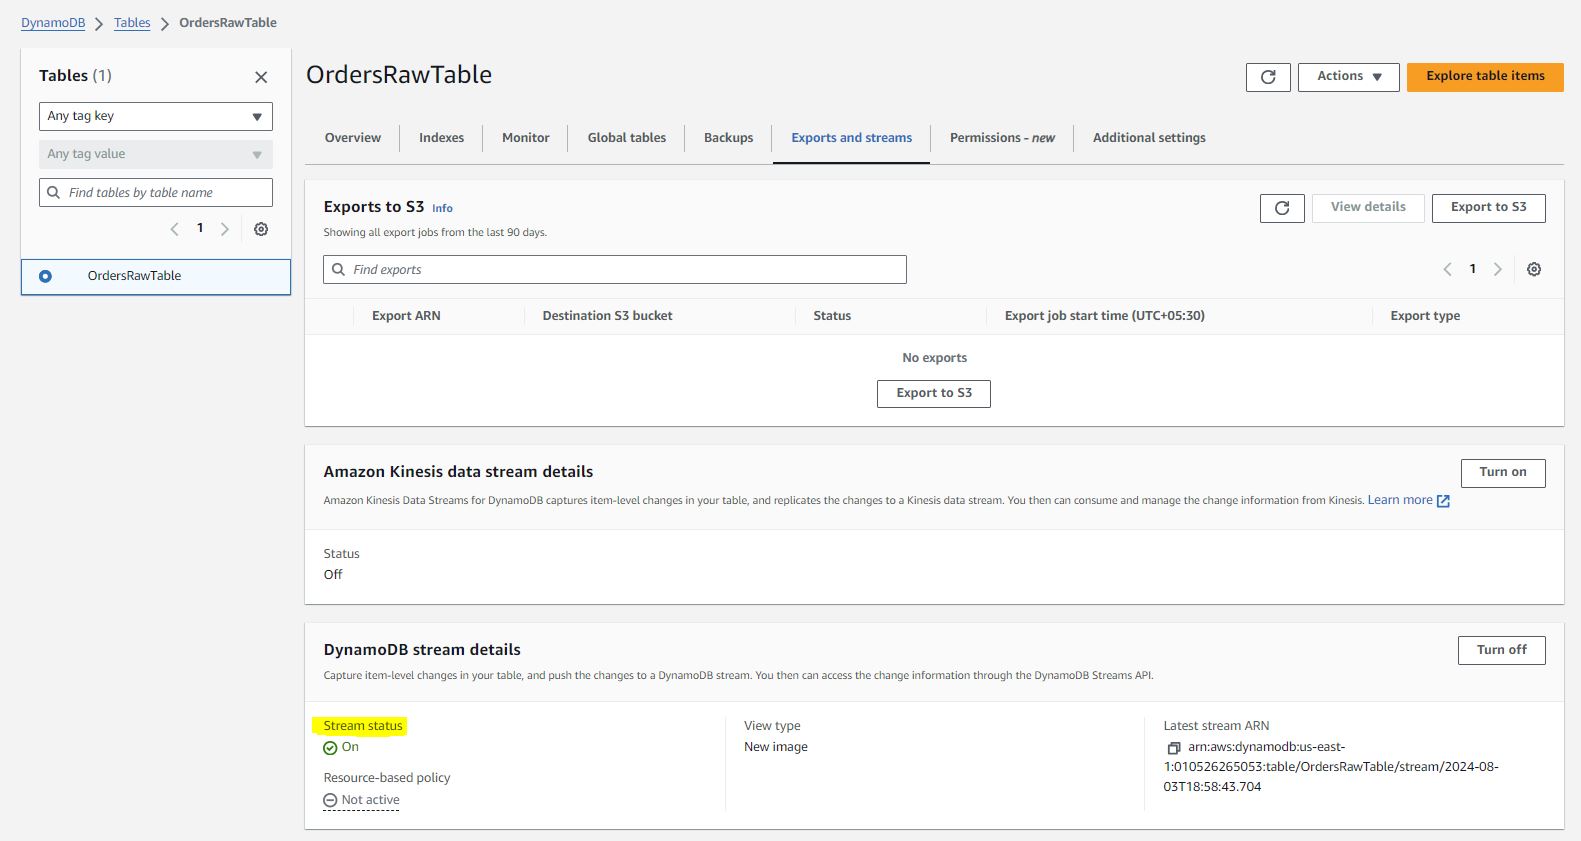 DynamoDB > Tables > OrdersRawTable
Tables (1)
Any tag key
Any tag value
Find tables by table name
1
OrdersRawTable
OrdersRawTable
Actions
Explore table items
Overview
Indexes
Monitor
Global tables
Backups
Exports and streams
Permissions - new
Additional settings
Exports to S3 Info
View details
Export to S3
Showing all export jobs from the last 90 days.
Find exports
1
Export ARN
Destination S3 bucket
Status
Export job start time (UTC+05:30)
Export type
No exports
Export to S3
Amazon Kinesis data stream details
Turn on
Amazon Kinesis Data Streams for DynamoDB captures item-level changes in your table, and replicates the changes to a Kinesis data stream. You then can consume and manage the change information from Kinesis. Learn more
Status
Off
DynamoDB stream details
Turn off
Capture item-level changes in your table, and push the changes to a DynamoDB stream. You then can access the change information through the DynamoDB Streams API.
Stream status
On
Resource-based policy
Not active
View type
New image
Latest stream ARN
arn:aws:dynamodb:us-east-
1:010526265053:table/OrdersRawTable/stream/2024-08-
03T18:58:43.704